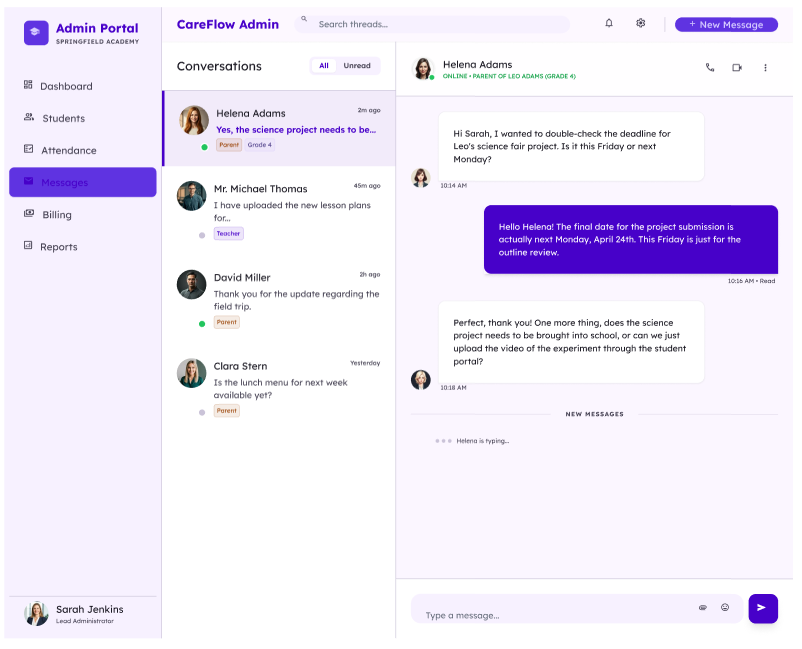 Admin Portal
SPRINGFIELD ACADEMY
Dashboard
Students
Attendance
Messages
Billing
Reports
Sarah Jenkins
Lead Administrator
CareFlow Admin
Search threads...
+ New Message
Conversations
All
Unread
Helena Adams
2m ago
Yes, the science project needs to be...
Parent
Grade 4
Mr. Michael Thomas
45m ago
I have uploaded the new lesson plans
for...
Teacher
David Miller
2h ago
Thank you for the update regarding the
field trip.
Parent
Clara Stern
Yesterday
Is the lunch menu for next week
available yet?
Parent
Helena Adams
ONLINE • PARENT OF LEO ADAMS (GRADE 4)
Hi Sarah, I wanted to double-check the deadline for
Leo's science fair project. Is it this Friday or next
Monday?
10:14 AM
Hello Helena! The final date for the project submission is
actually next Monday, April 24th. This Friday is just for the
outline review.
10:16 AM • Read
Perfect, thank you! One more thing, does the science
project needs to be brought into school, or can we just
upload the video of the experiment through the student
portal?
10:18 AM
NEW MESSAGES
Helena is typing...
Type a message...